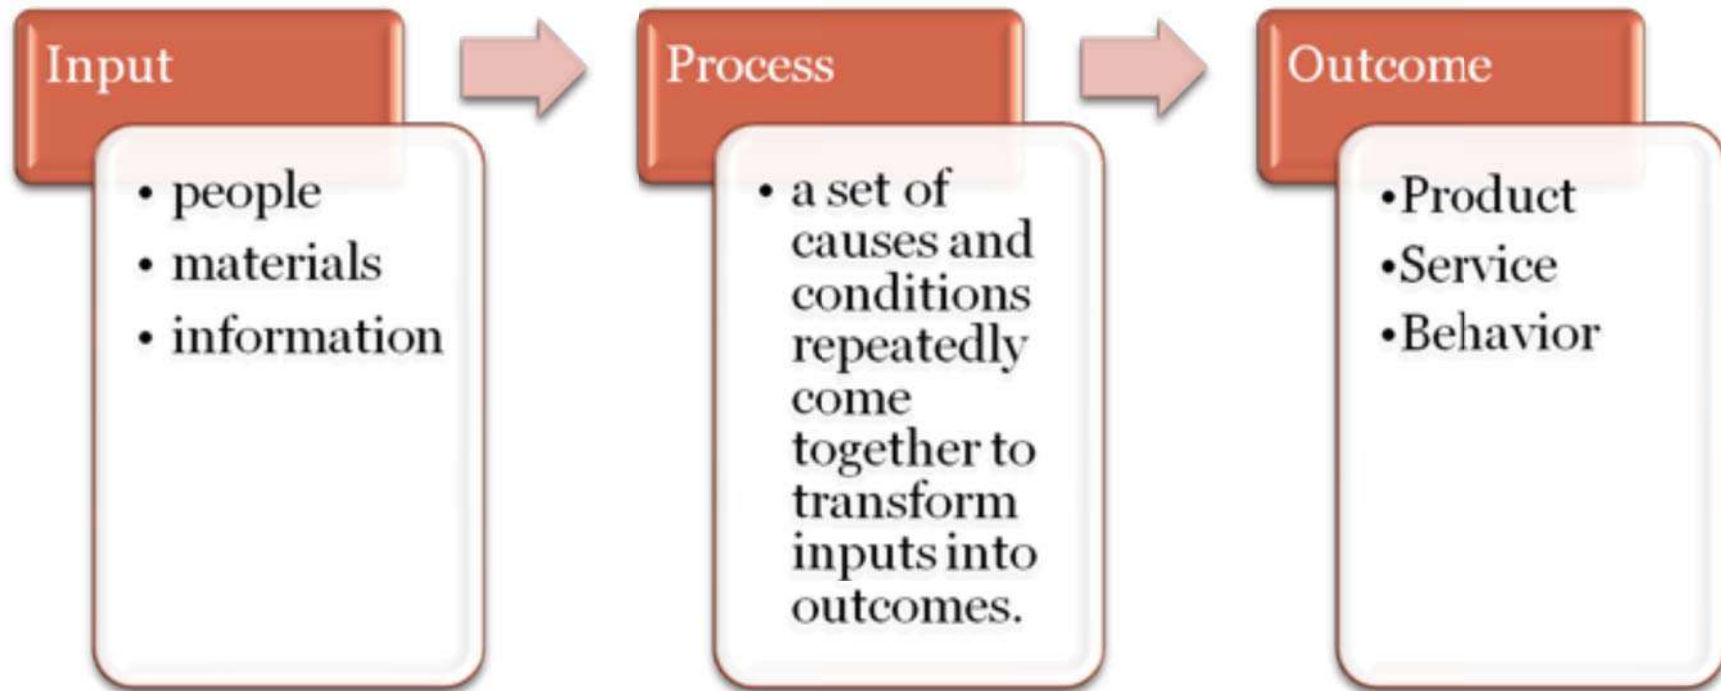 Input
• people
• materials
• information
Process
• a set of
causes and
conditions
repeatedly
come
together to
transform
inputs into
outcomes.
Outcome
•Product
•Service
•Behavior